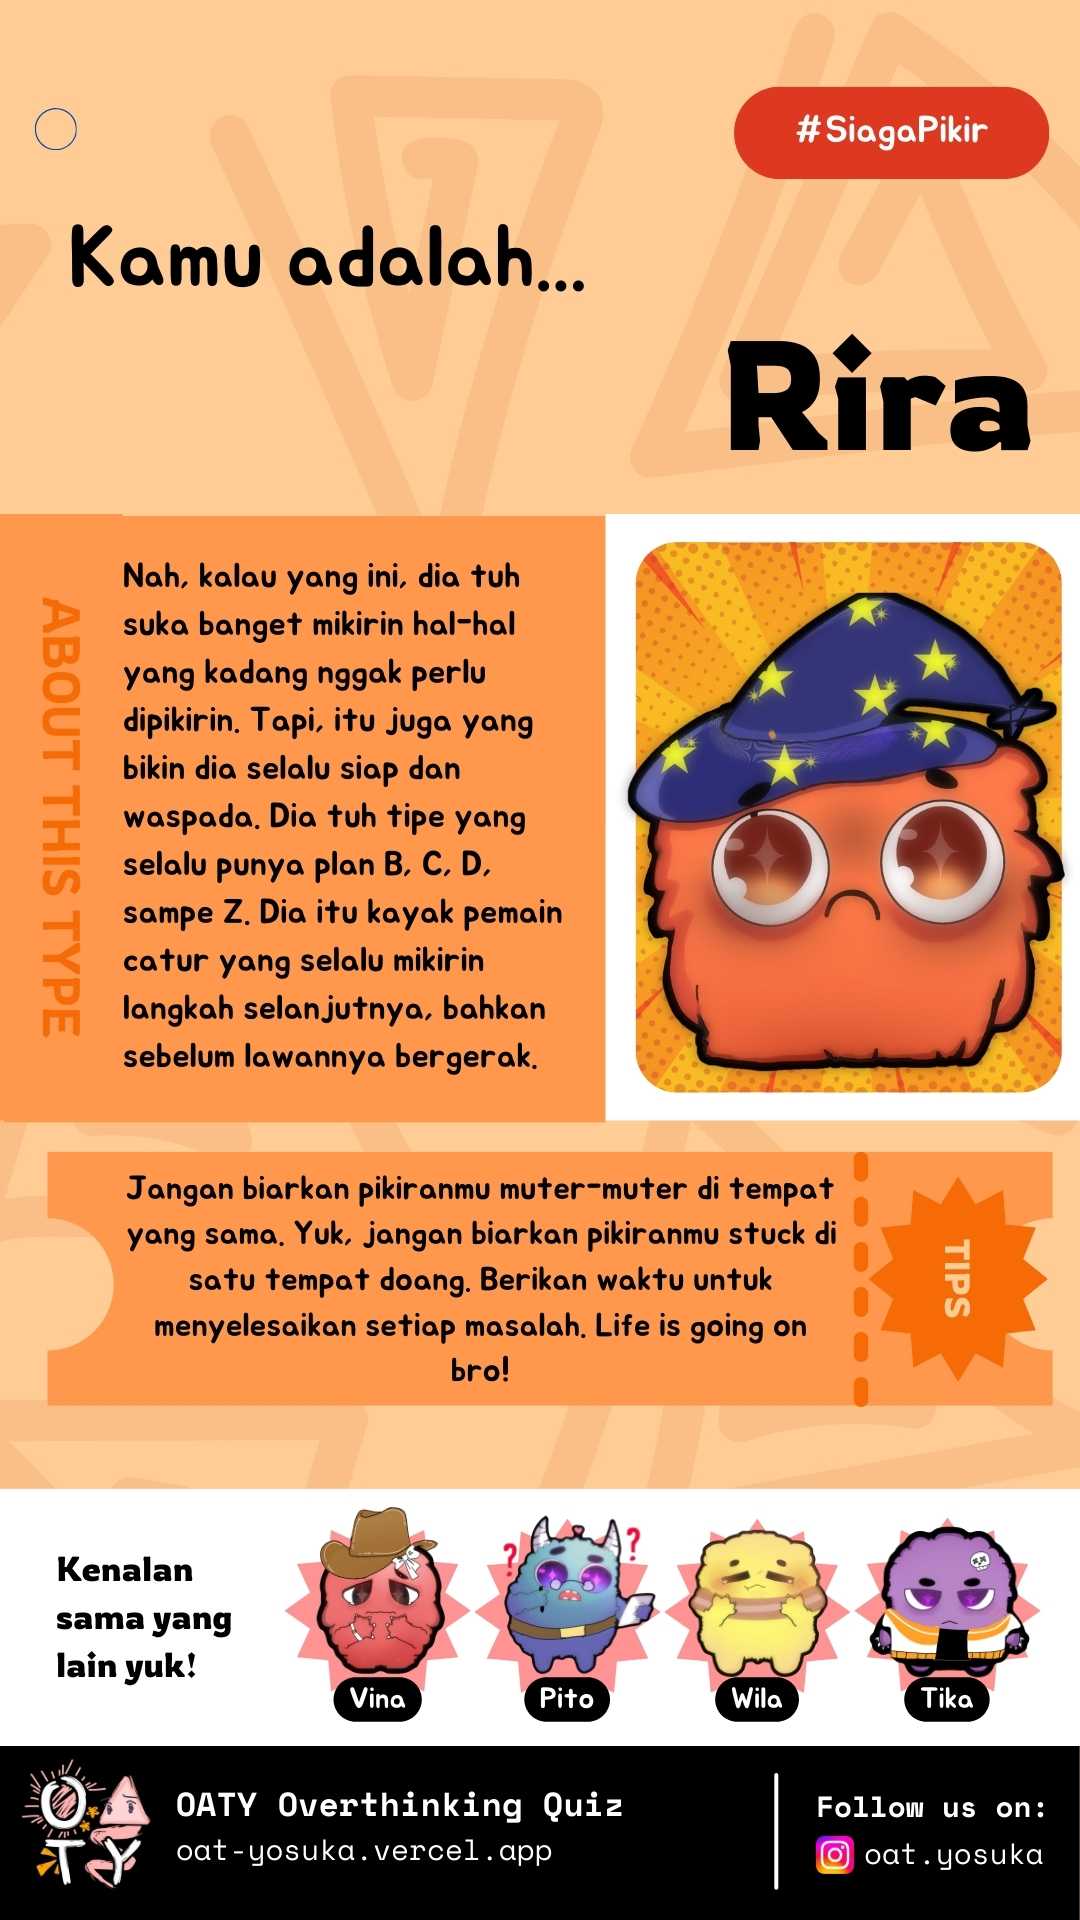 #SiagaPikir
Kamu adalah...
Rira
ABOUT THIS TYPE
Nah, kalau yang ini, dia tuh
suka banget mikirin hal-hal
yang kadang nggak perlu
dipikirin. Tapi, itu juga yang
bikin dia selalu siap dan
waspada. Dia tuh tipe yang
selalu punya plan B, C, D,
sampe Z. Dia itu kayak pemain
catur yang selalu mikirin
langkah selanjutnya, bahkan
sebelum lawannya bergerak.
Jangan biarkan pikiranmu muter-muter di tempat
yang sama. Yuk, jangan biarkan pikiranmu stuck di
satu tempat doang. Berikan waktu untuk
menyelesaikan setiap masalah. Life is going on
bro!
TIPS
Kenalan
sama yang
lain yuk!
? ?
Vina
Pito
Wila
Tika
OATY
OATY Overthinking Quiz
oat-yosuka.vercel.app
Follow us on:
oat.yosuka